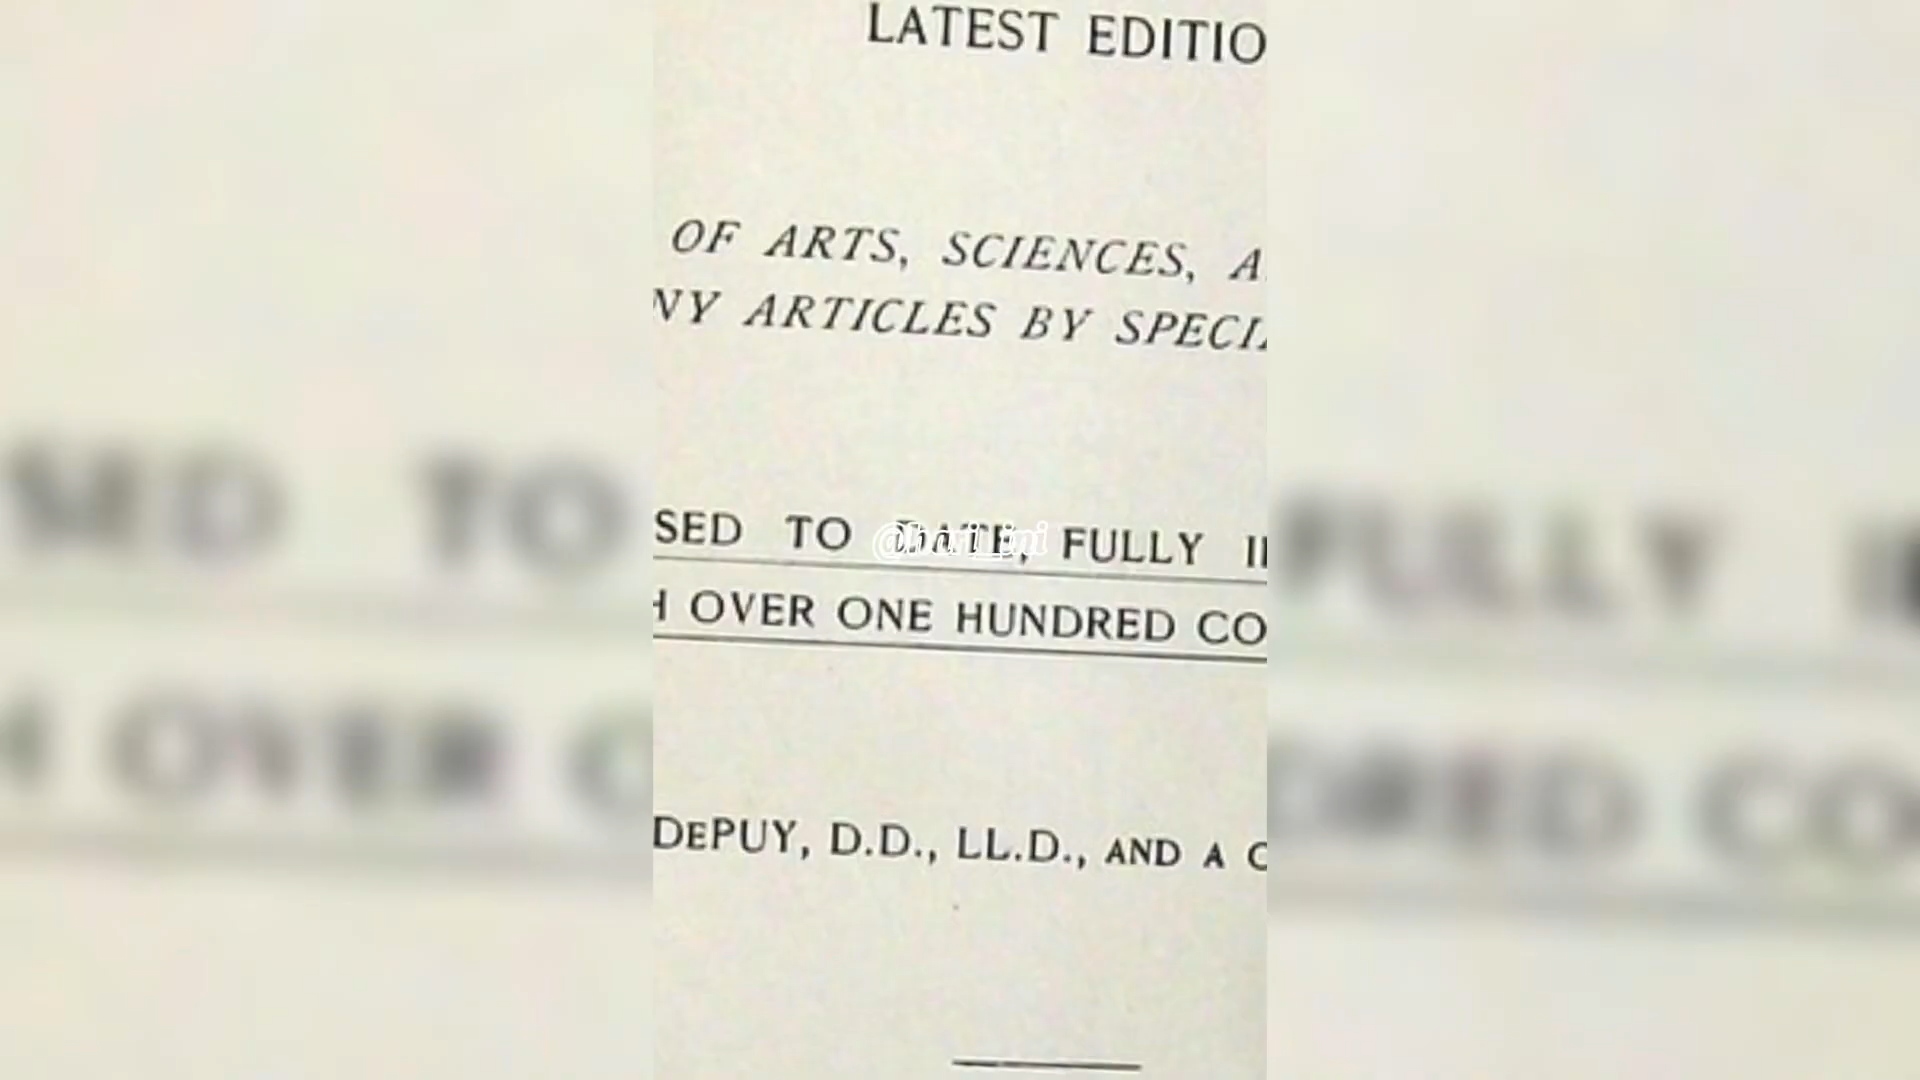 LATEST EDITIO
OF ARTS, SCIENCES, A
NY ARTICLES BY SPECI
SED TO DATE, FULLY
@hari_ini
H OVER ONE HUNDRED CO
DEPUY, D.D., LL.D., AND A C